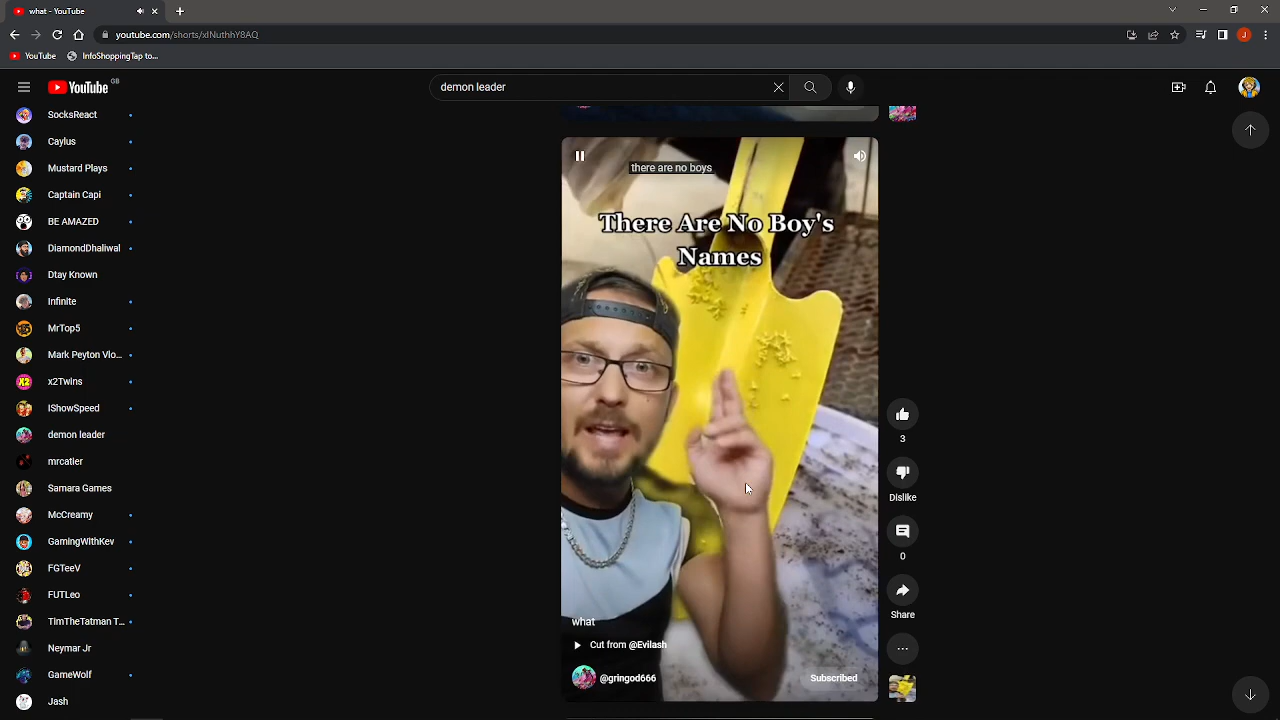 what - YouTube
youtube.com/shorts/xlNuthhY8AQ
YouTube
InfoShoppingTap to...
YouTube GB
demon leader
SocksReact
Caylus
Mustard Plays
Captain Capi
BE AMAZED
DiamondDhaliwal
Dtay Known
Infinite
MrTop5
Mark Peyton Vlo...
x2TwIns
IShowSpeed
demon leader
mrcatler
Samara Games
McCreamy
GamingWithKev
FGTeeV
FUTLeo
TimTheTatman T...
Neymar Jr
GameWolf
Jash
there are no boys
There Are No Boy's
Names
what
Cut from @Evilash
@gringod666
Subscribed
3
Dislike
0
Share
J
X2